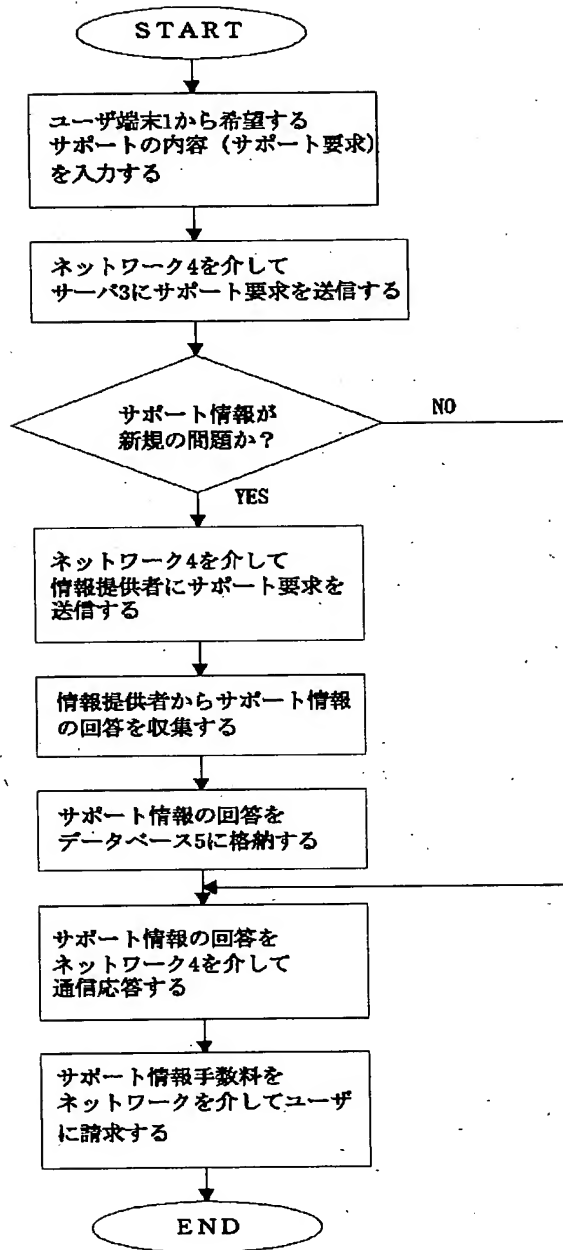 START
ユーザ端末1から希望する
サポートの内容（サポート要求）
を入力する
ネットワーク4を介して
サーバ3にサポート要求を送信する
サポート情報が
新規の問題か？
NO
YES
ネットワーク4を介して
情報提供者にサポート要求を
送信する
情報提供者からサポート情報
の回答を収集する
サポート情報の回答を
データベース5に格納する
サポート情報の回答を
ネットワーク4を介して
通信応答する
サポート情報手数料を
ネットワークを介してユーザ
に請求する
END